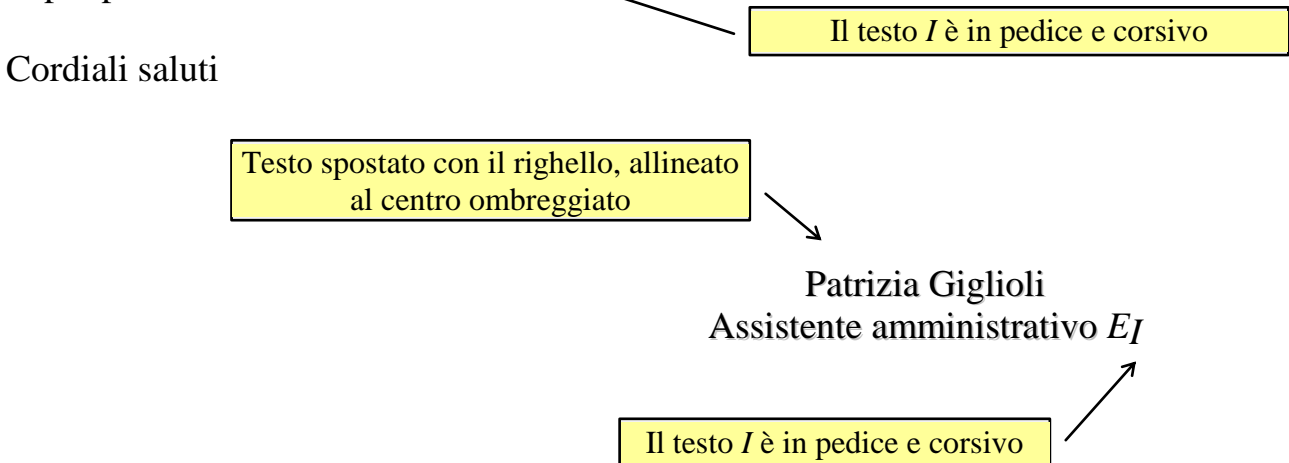 Il testo I è in pedice e corsivo
Cordiali saluti
Testo spostato con il righello, allineato
al centro ombreggiato
Patrizia Giglioli
Assistente amministrativo EI
Il testo I è in pedice e corsivo